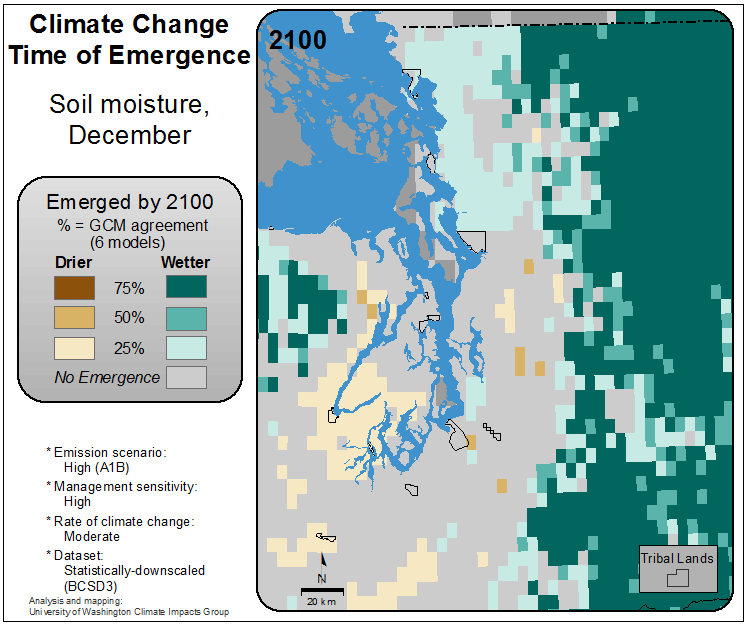 Climate Change
Time of Emergence
Soil moisture,
December
Emerged by 2100
% = GCM agreement
(6 models)
Drier Wetter
75%
50%
25%
No Emergence
* Emission scenario:
High (A1B)
* Management sensitivity:
High
* Rate of climate change:
Moderate
* Dataset:
Statistically-downscaled
(BCSD3)
Analysis and mapping:
University of Washington Climate Impacts Group
2100
N
20 km
Tribal Lands